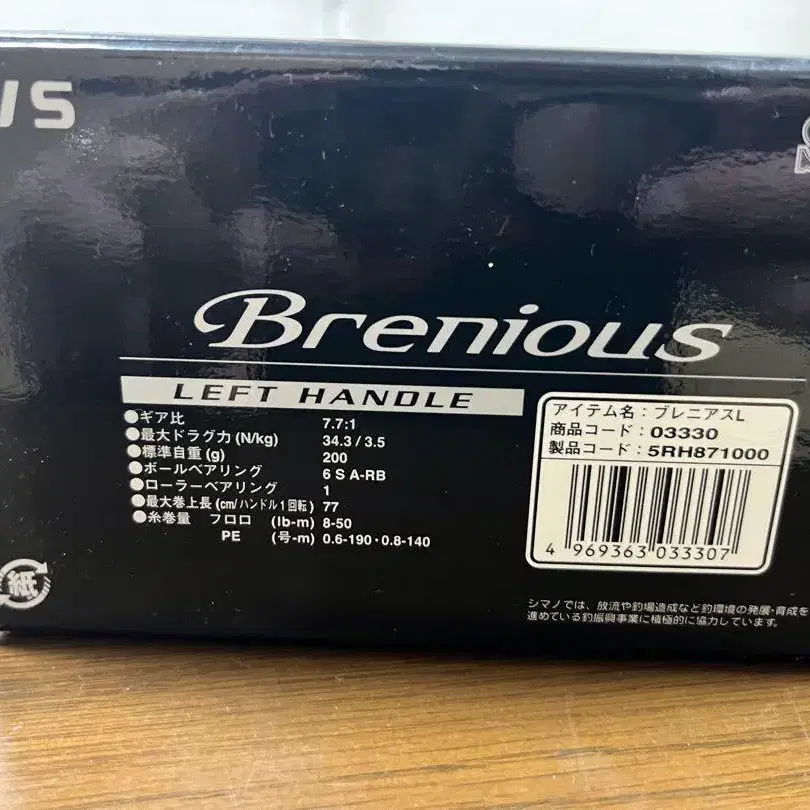 Brenious
LEFT HANDLE
●ギア比 7.7:1
●最大ドラグ力 (N/kg) 34.3 / 3.5
●標準自重 (g) 200
●ボールベアリング 6 S A-RB
●ローラーベアリング 1
●最大巻上長 (cm/ハンドル1回転) 77
●糸巻量 フロロ (lb-m) 8-50
PE (号-m) 0.6-190・0.8-140
アイテム名：ブレニアスL
商品コード：03330
製品コード：5RH871000
4 969363 033307
シマノでは、放流や釣場造成など釣環境の発展・育成を
進めている釣振興事業に積極的に協力しています。
紙